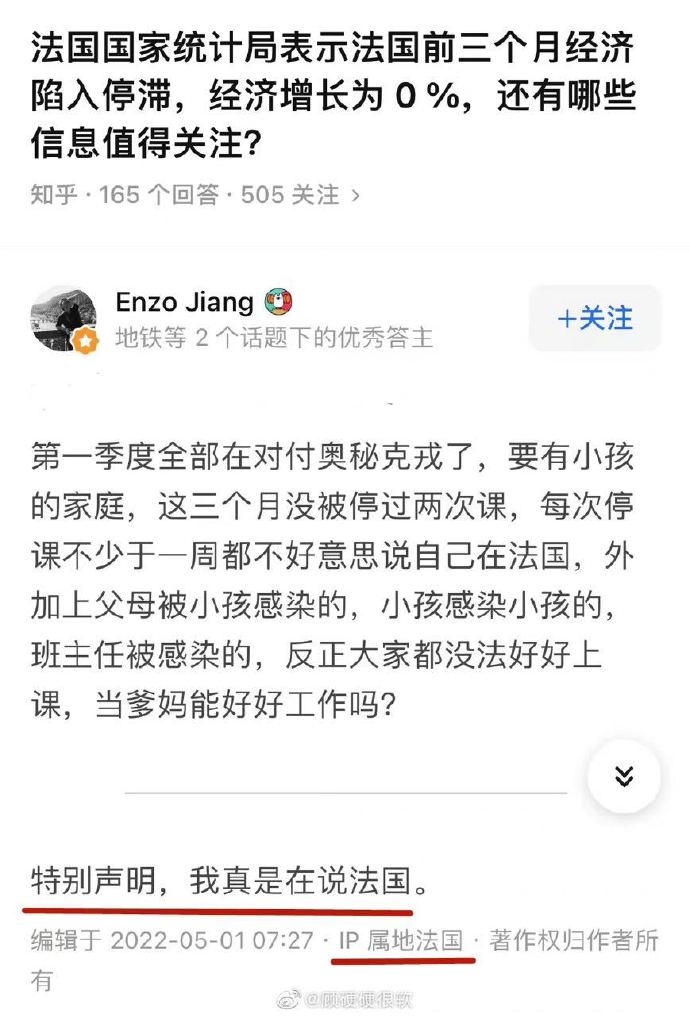 法国国家统计局表示法国前三个月经济
陷入停滞，经济增长为 0 %，还有哪些
信息值得关注？
知乎 · 165 个回答 · 505 关注 >
Enzo Jiang
地铁等 2 个话题下的优秀答主
+关注
第一季度全部在对付奥秘克戎了，要有小孩
的家庭，这三个月没被停过两次课，每次停
课不少于一周都不好意思说自己在法国，外
加上父母被小孩感染的，小孩感染小孩的，
班主任被感染的，反正大家都没法好好上
课，当爹妈能好好工作吗？
特别声明，我真是在说法国。
编辑于 2022-05-01 07:27 · IP 属地法国 · 著作权归作者所
有
@顾硬硬很软